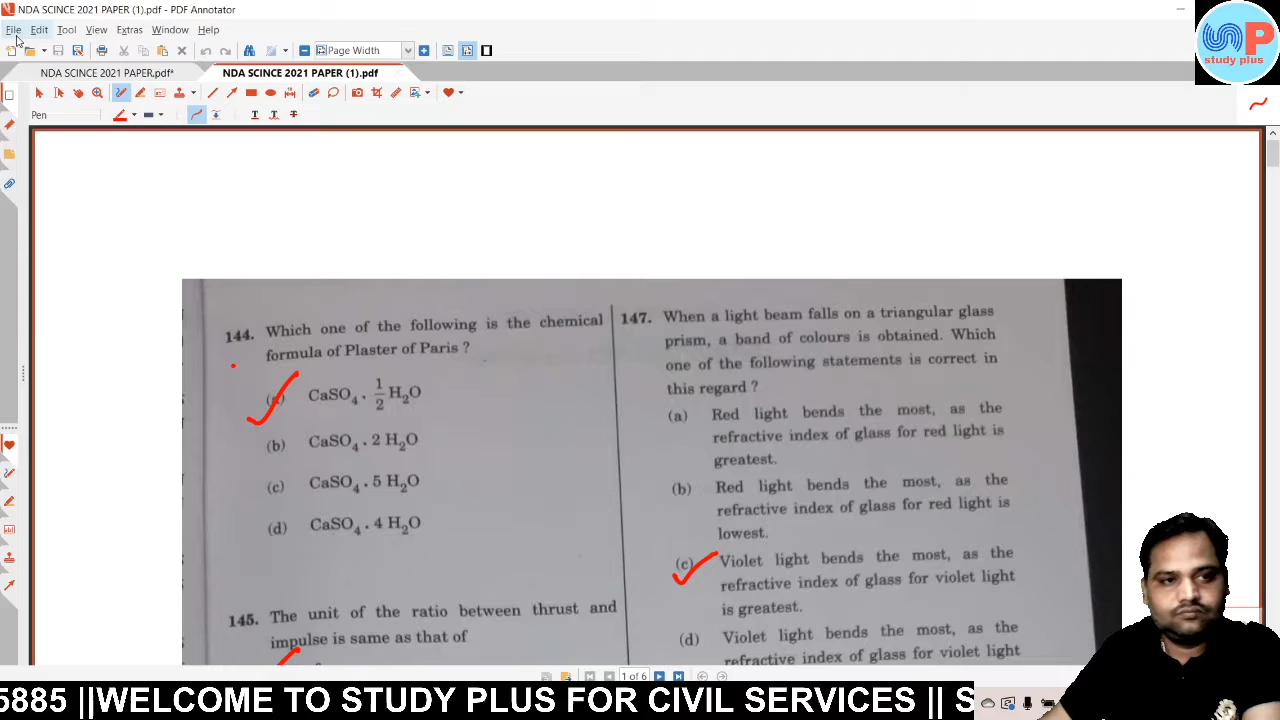 NDA SCINCE 2021 PAPER (1).pdf - PDF Annotator
File Edit Tool View Extras Window Help
Page Width
NDA SCINCE 2021 PAPER.pdf*
NDA SCINCE 2021 PAPER (1).pdf
Pen
SP
study plus
144. Which one of the following is the chemical
formula of Plaster of Paris ?
(a) CaSO₄ . 1/2 H₂O
(b) CaSO₄ . 2 H₂O
(c) CaSO₄ . 5 H₂O
(d) CaSO₄ . 4 H₂O
145. The unit of the ratio between thrust and
impulse is same as that of
147. When a light beam falls on a triangular glass
prism, a band of colours is obtained. Which
one of the following statements is correct in
this regard ?
(a) Red light bends the most, as the
refractive index of glass for red light is
greatest.
(b) Red light bends the most, as the
refractive index of glass for red light is
lowest.
(c) Violet light bends the most, as the
refractive index of glass for violet light
is greatest.
(d) Violet light bends the most, as the
refractive index of glass for violet light
1 of 6
5885 ||WELCOME TO STUDY PLUS FOR CIVIL SERVICES || S